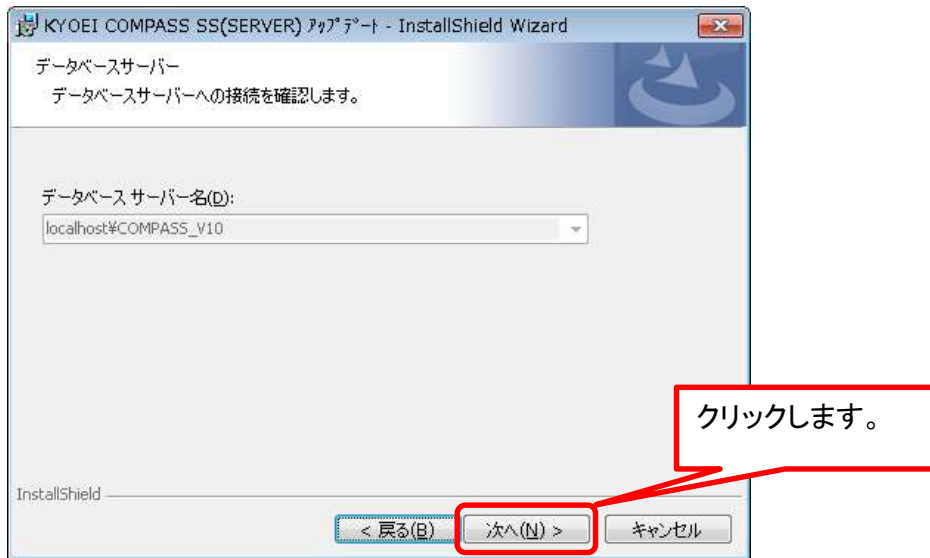 KYOEI COMPASS SS(SERVER) ｱｯﾌﾟﾃﾞｰﾄ - InstallShield Wizard
データベースサーバー
データベースサーバーへの接続を確認します。
データベース サーバー名(D):
localhost¥COMPASS_V10
クリックします。
InstallShield
< 戻る(B)
次へ(N) >
キャンセル